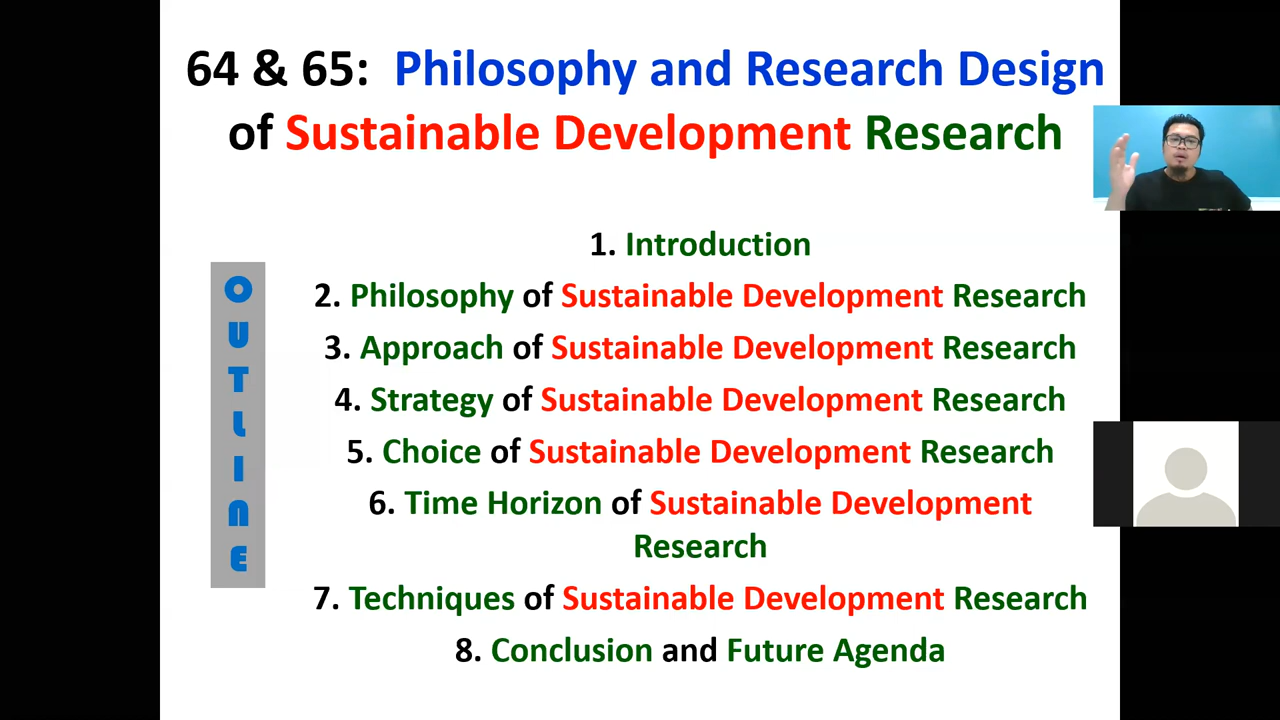 64 & 65: Philosophy and Research Design
of Sustainable Development Research
OUTLINE
1. Introduction
2. Philosophy of Sustainable Development Research
3. Approach of Sustainable Development Research
4. Strategy of Sustainable Development Research
5. Choice of Sustainable Development Research
6. Time Horizon of Sustainable Development
Research
7. Techniques of Sustainable Development Research
8. Conclusion and Future Agenda